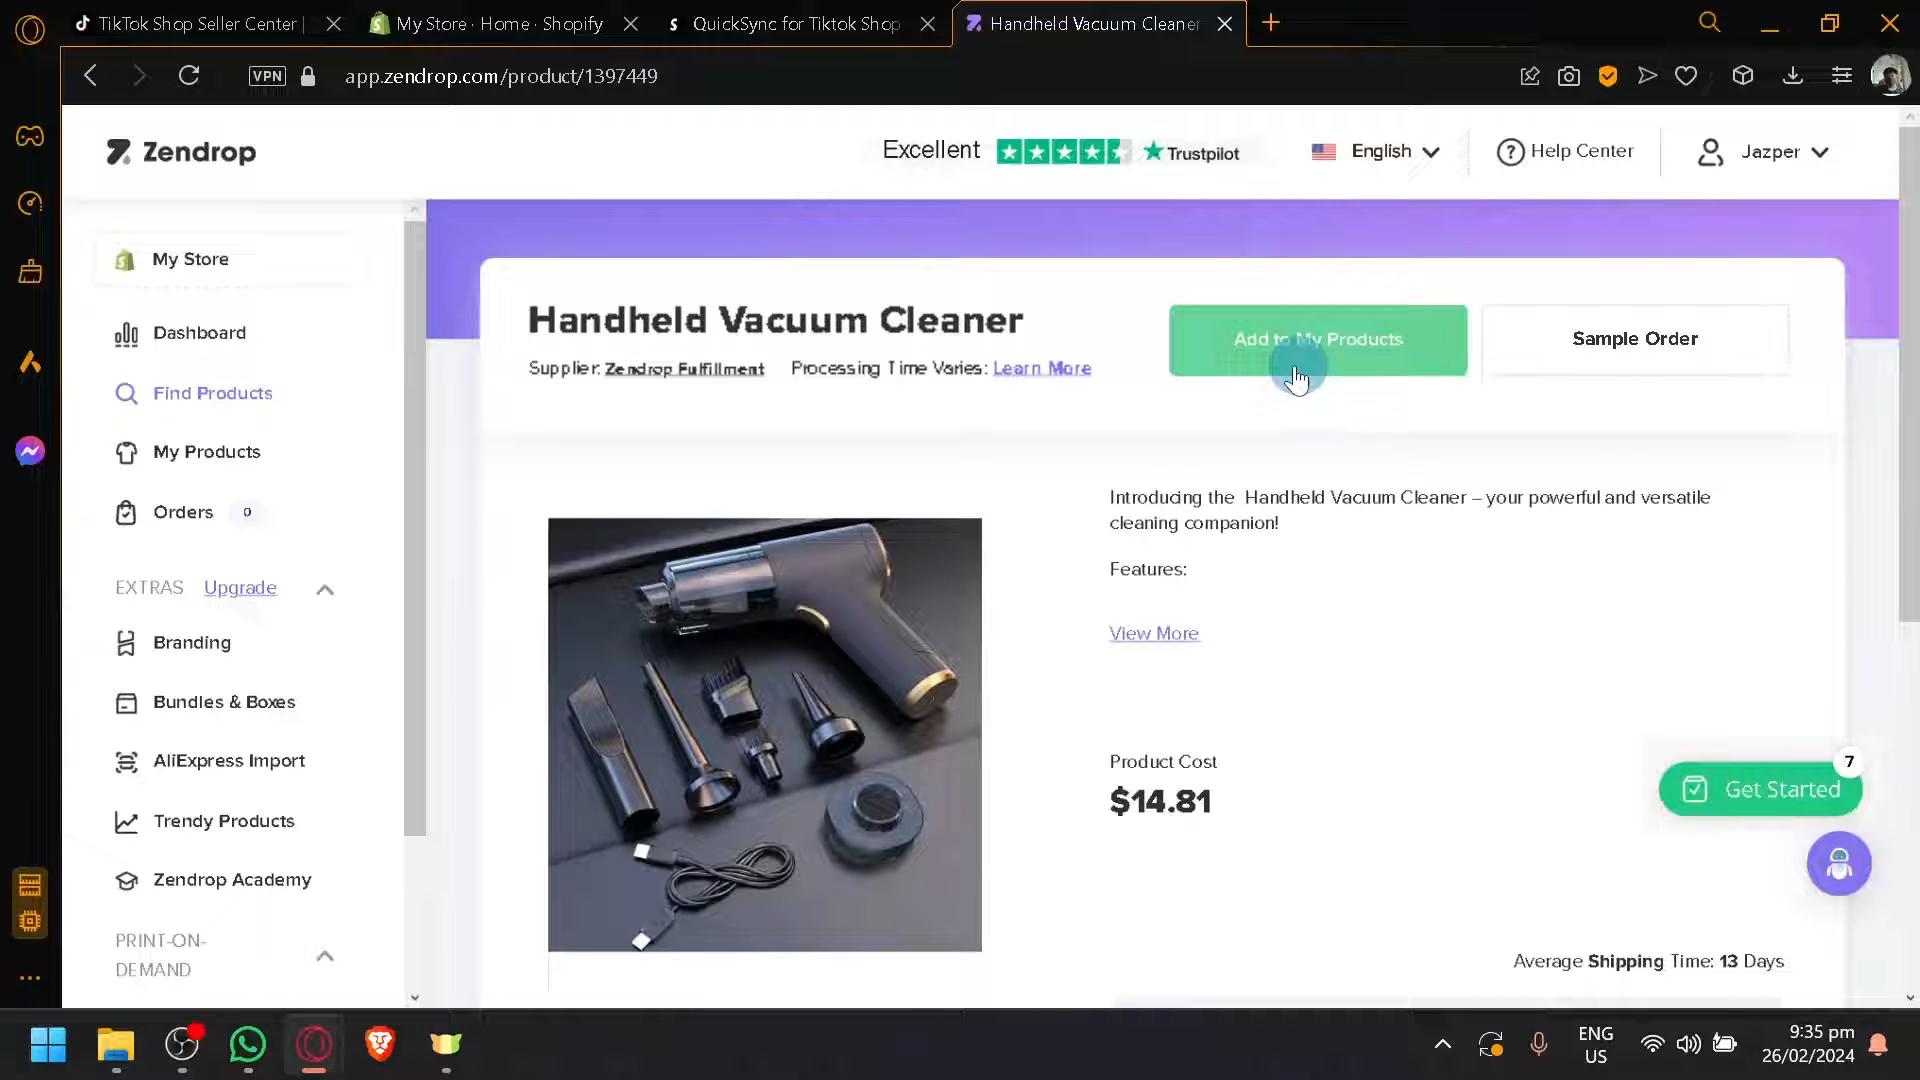 TikTok Shop Seller Center |
My Store · Home · Shopify
QuickSync for Tiktok Shop
Handheld Vacuum Cleaner
VPN
app.zendrop.com/product/1397449
Zendrop
Excellent
Trustpilot
English
Help Center
Jazper
My Store
Dashboard
Find Products
My Products
Orders 0
EXTRAS Upgrade
Branding
Bundles & Boxes
AliExpress Import
Trendy Products
Zendrop Academy
PRINT-ON-
DEMAND
Handheld Vacuum Cleaner
Supplier: Zendrop Fulfillment Processing Time Varies: Learn More
Add to My Products
Sample Order
Introducing the Handheld Vacuum Cleaner – your powerful and versatile
cleaning companion!
Features:
View More
Product Cost
$14.81
7
Get Started
Average Shipping Time: 13 Days
ENG
US
9:35 pm
26/02/2024